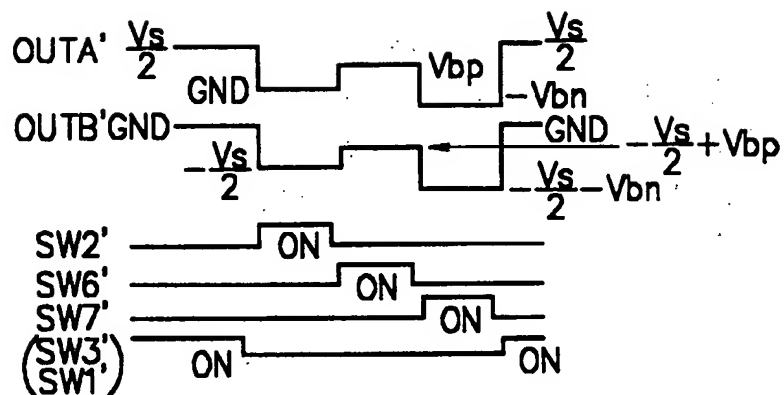 OUTA' Vs/2 Vs/2
GND Vbp -Vbn
OUTB' GND GND -Vs/2+Vbp
-Vs/2 -Vs/2-Vbn
SW2' ON
SW6' ON
SW7' ON
(SW3' SW1') ON ON